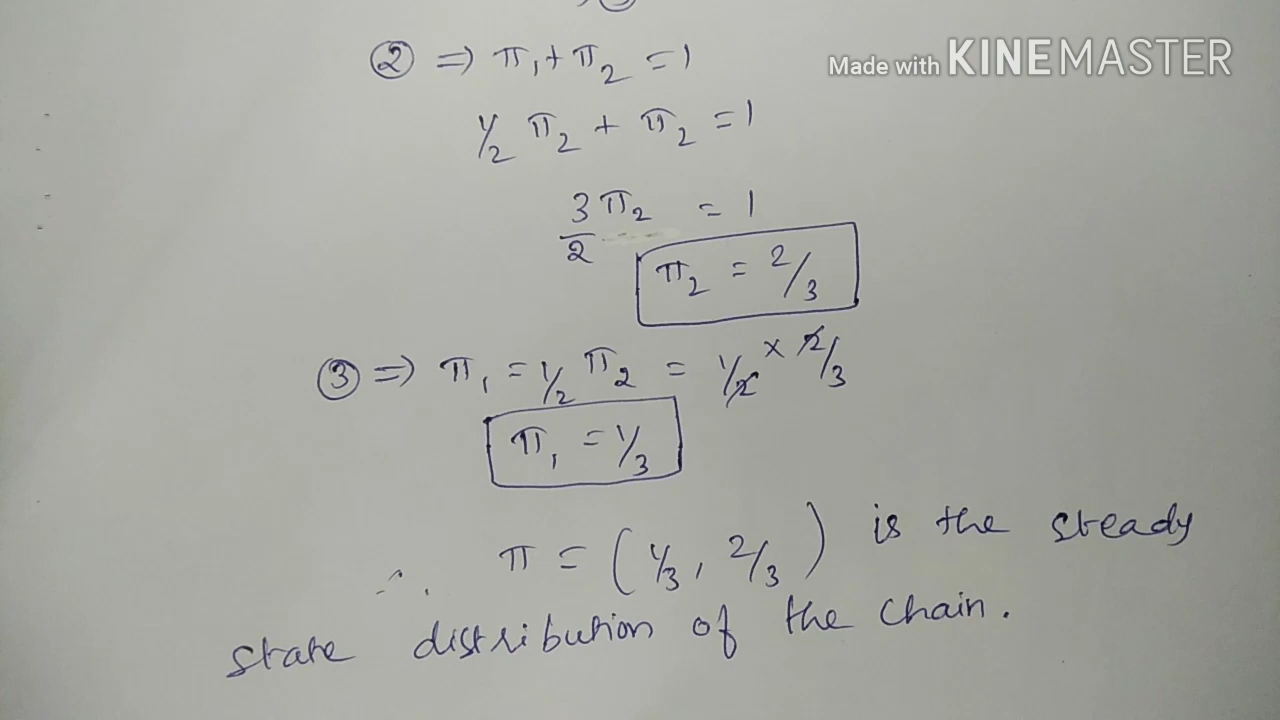 ② ⇒ π₁ + π₂ = 1
Made with KINEMASTER
1/2 π₂ + π₂ = 1
3/2 π₂ = 1
π₂ = 2/3
③ ⇒ π₁ = 1/2 π₂ = 1/2 × 2/3
π₁ = 1/3
∴ π = (1/3, 2/3) is the steady
state distribution of the chain.